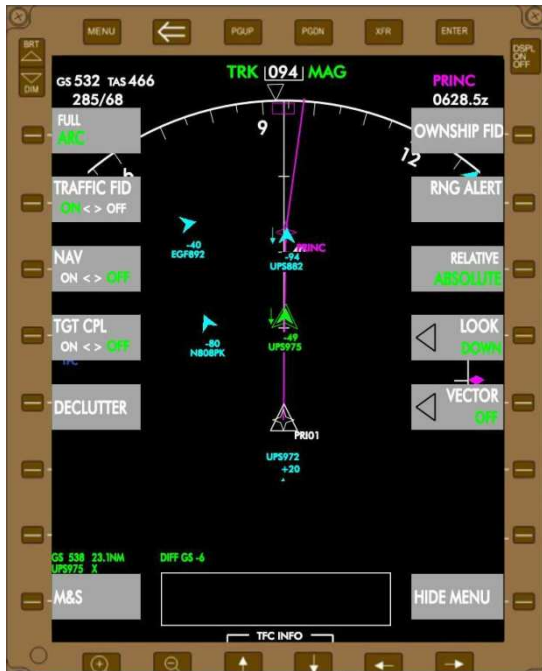 MENU
PGUP
PGDN
XFR
ENTER
BRT
DIM
DSPL
ON
OFF
GS 532 TAS 466
285/68
TRK 094 MAG
PRINC
0628.5z
FULL
ARC
9
12
OWNSHIP FID
TRAFFIC FID
ON < > OFF
RNG ALERT
-40
EGF892
PRINC
-94
UPS882
NAV
ON < > OFF
RELATIVE
ABSOLUTE
TGT CPL
ON < > OFF
TFC
-80
N808PK
-49
UPS975
LOOK
DOWN
DECLUTTER
VECTOR
OFF
PRI01
UPS972
+20
GS 538 23.1NM
DIFF GS -6
UPS975 X
M&S
HIDE MENU
TFC INFO